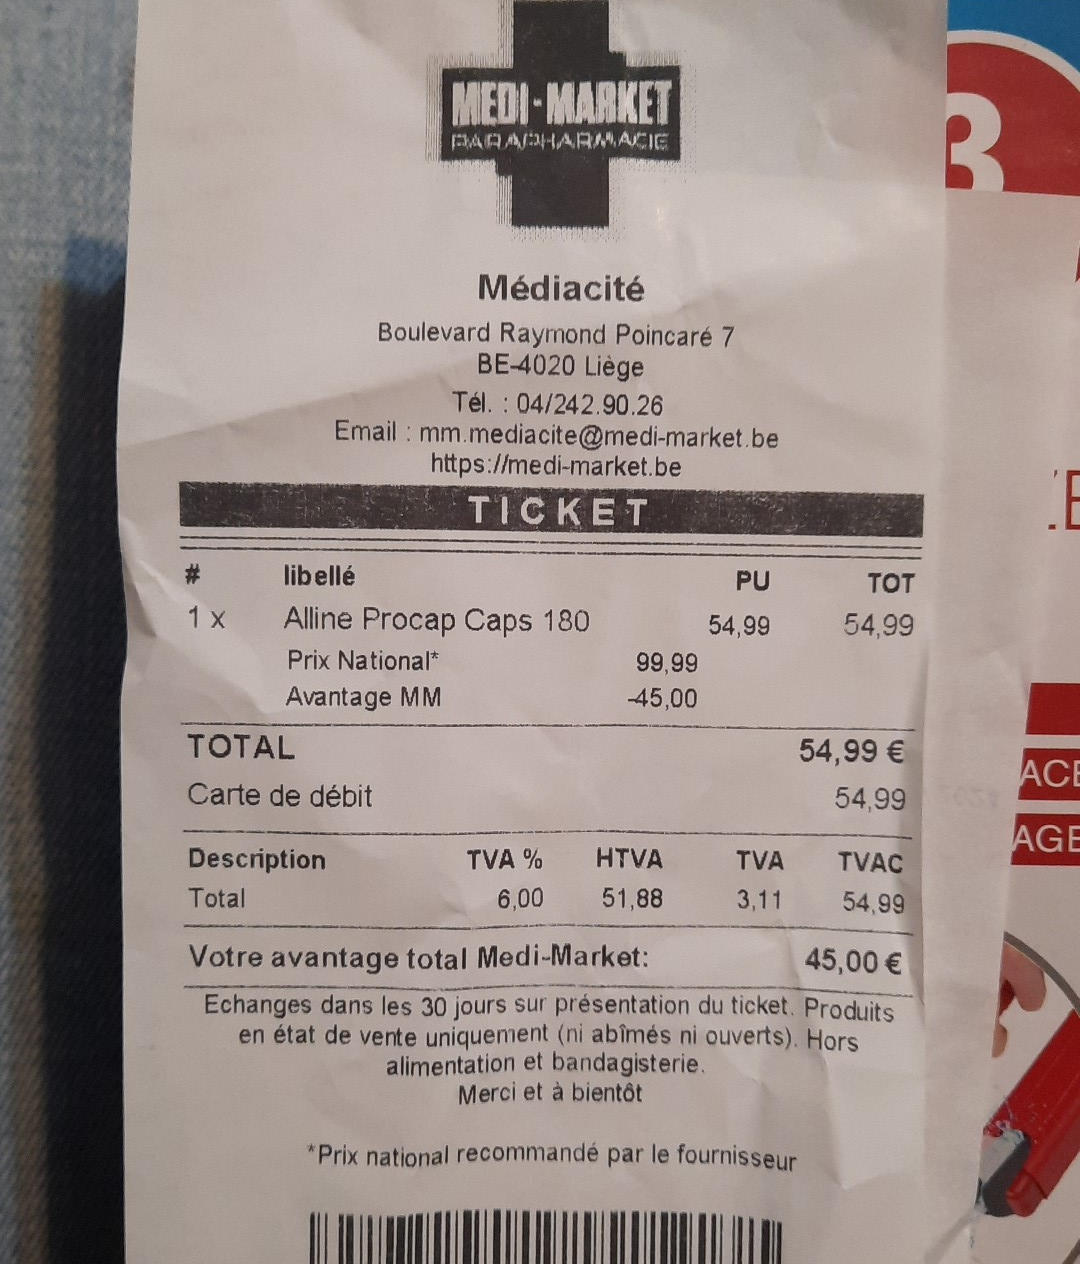 MEDI-MARKET
PARAPHARMACIE
Médiacité
Boulevard Raymond Poincaré 7
BE-4020 Liège
Tél. : 04/242.90.26
Email : mm.mediacite@medi-market.be
https://medi-market.be
TICKET
# libellé PU TOT
1 x Alline Procap Caps 180 54,99 54,99
Prix National* 99,99
Avantage MM -45,00
TOTAL 54,99 €
Carte de débit 54,99
Description TVA % HTVA TVA TVAC
Total 6,00 51,88 3,11 54,99
Votre avantage total Medi-Market: 45,00 €
Echanges dans les 30 jours sur présentation du ticket. Produits
en état de vente uniquement (ni abîmés ni ouverts). Hors
alimentation et bandagisterie.
Merci et à bientôt
*Prix national recommandé par le fournisseur
3
ACE
AGE